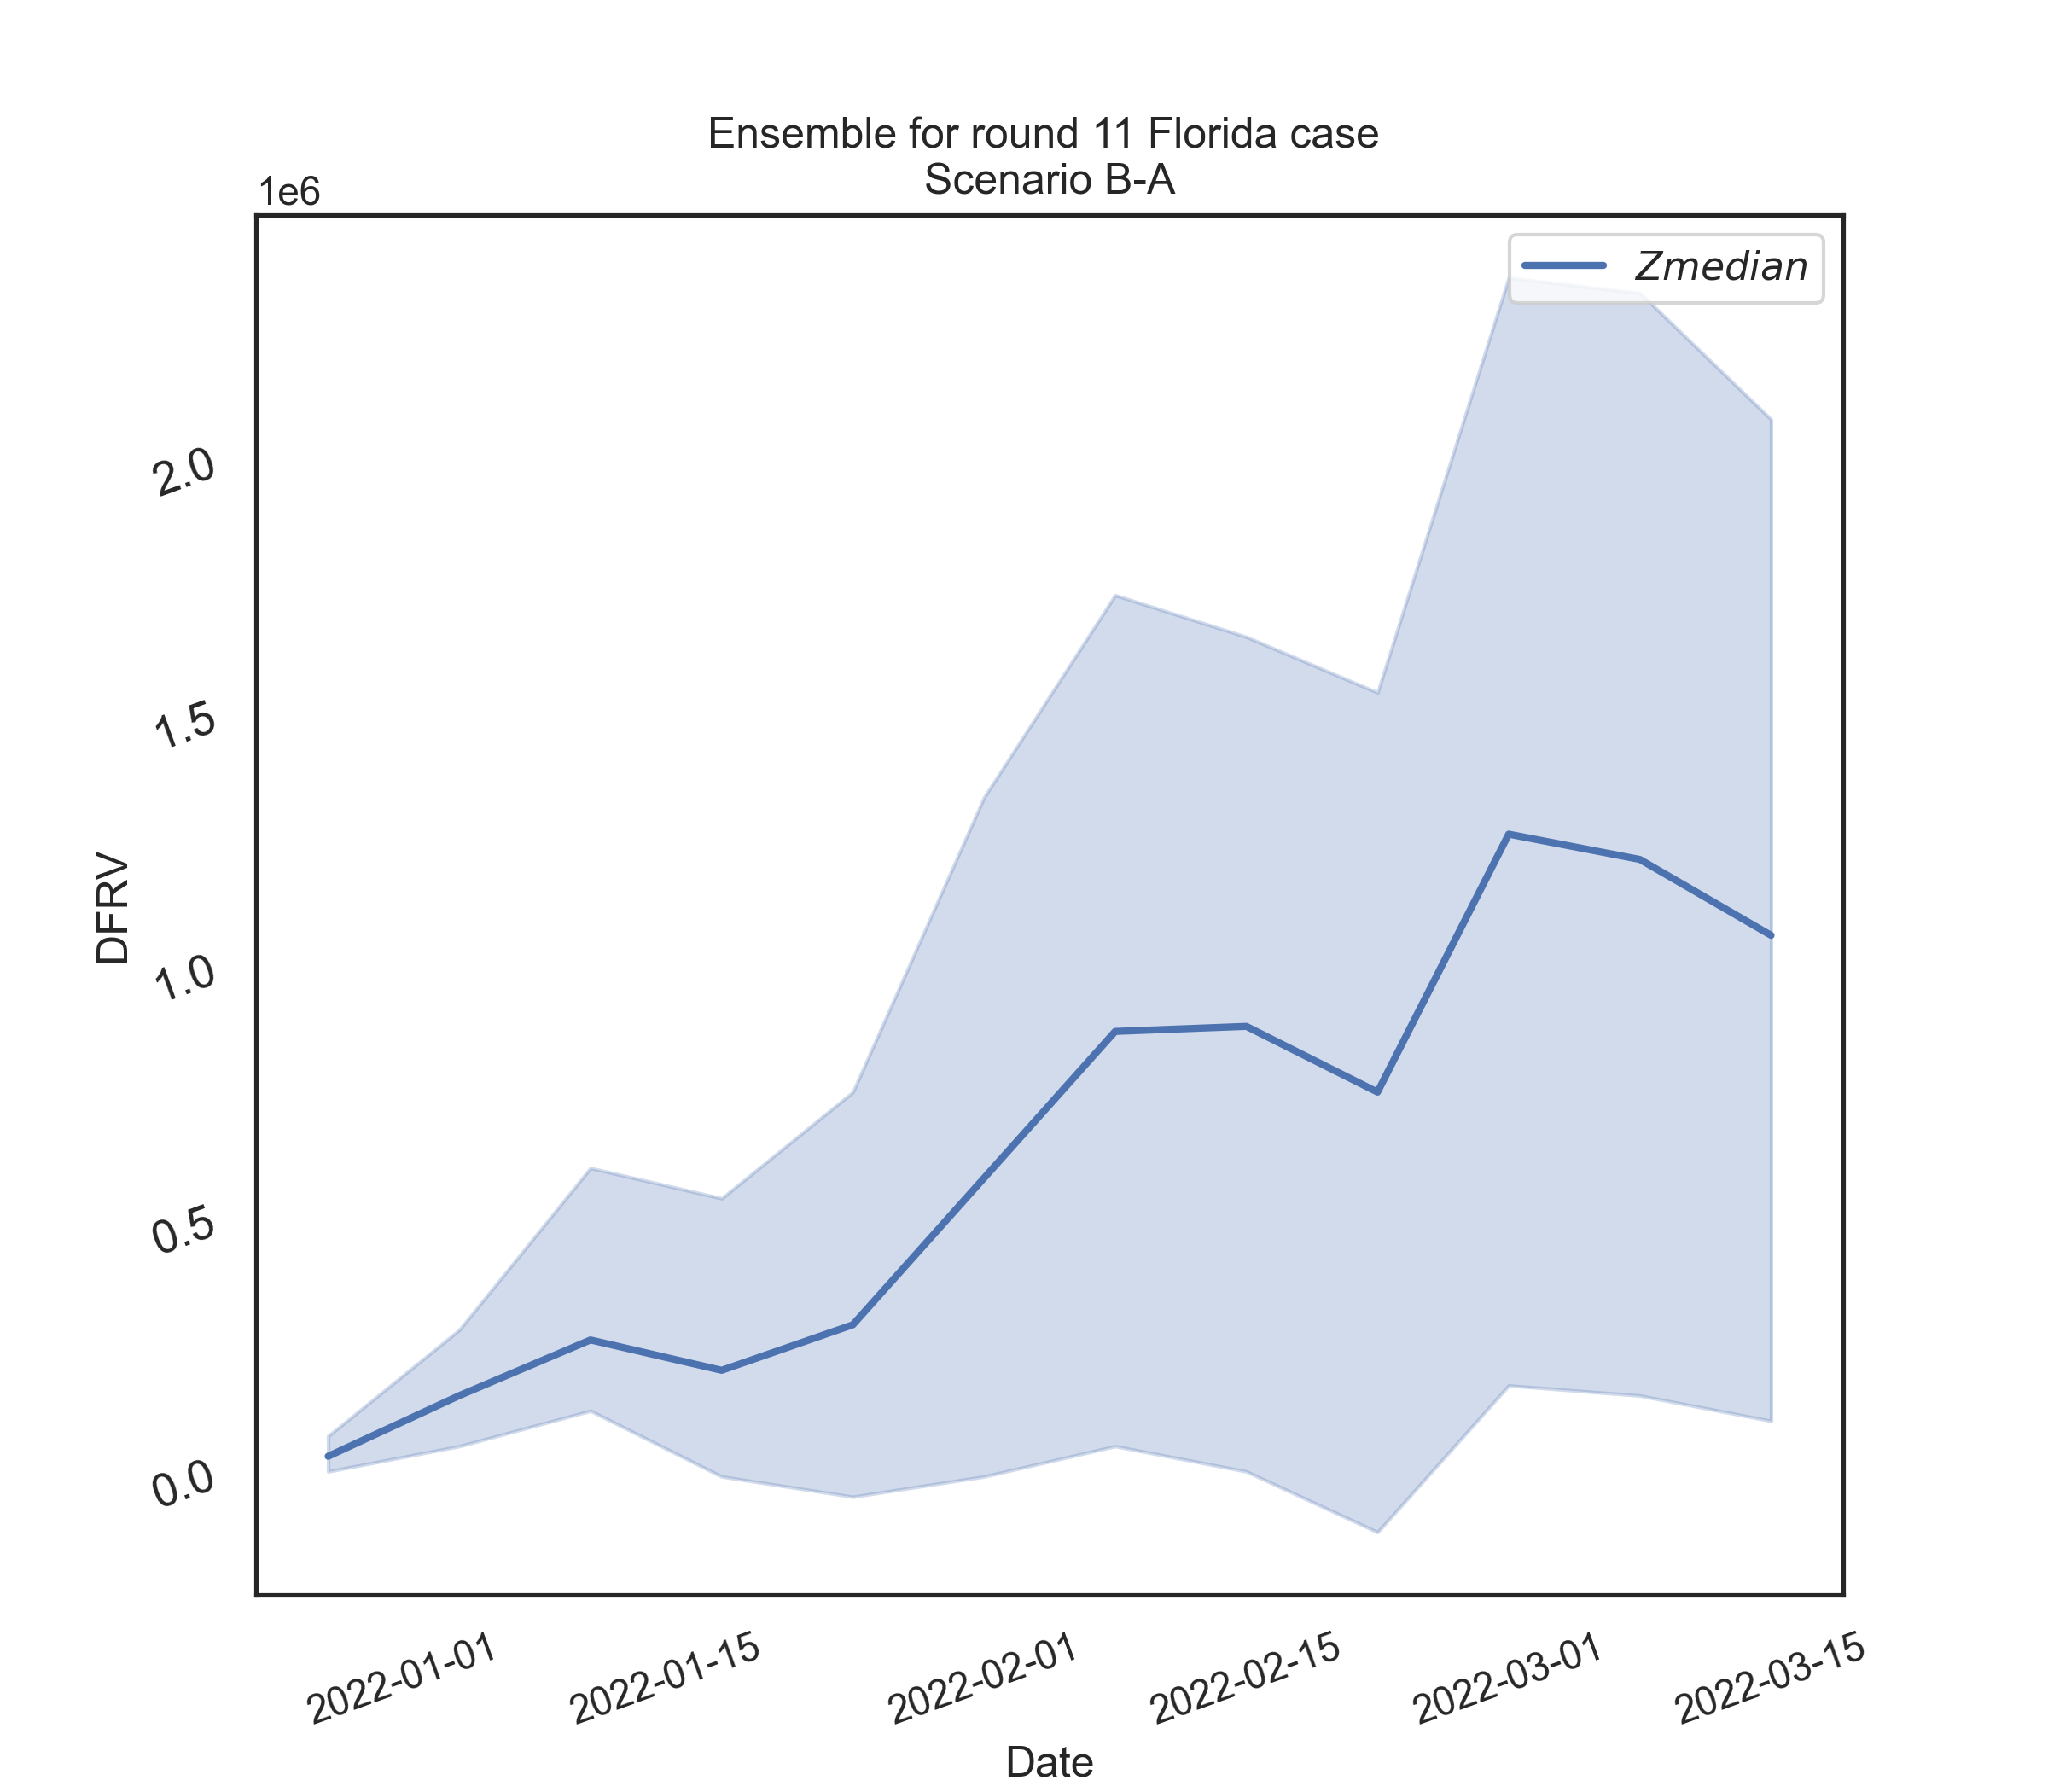 Ensemble for round 11 Florida case
Scenario B-A
1e6
Zmedian
2.0
1.5
1.0
0.5
0.0
DFRV
2022-01-01
2022-01-15
2022-02-01
2022-02-15
2022-03-01
2022-03-15
Date